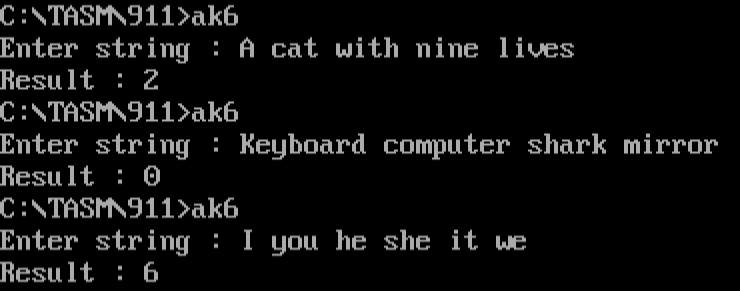 C:\TASM\911>ak6
Enter string : A cat with nine lives
Result : 2
C:\TASM\911>ak6
Enter string : Keyboard computer shark mirror
Result : 0
C:\TASM\911>ak6
Enter string : I you he she it we
Result : 6